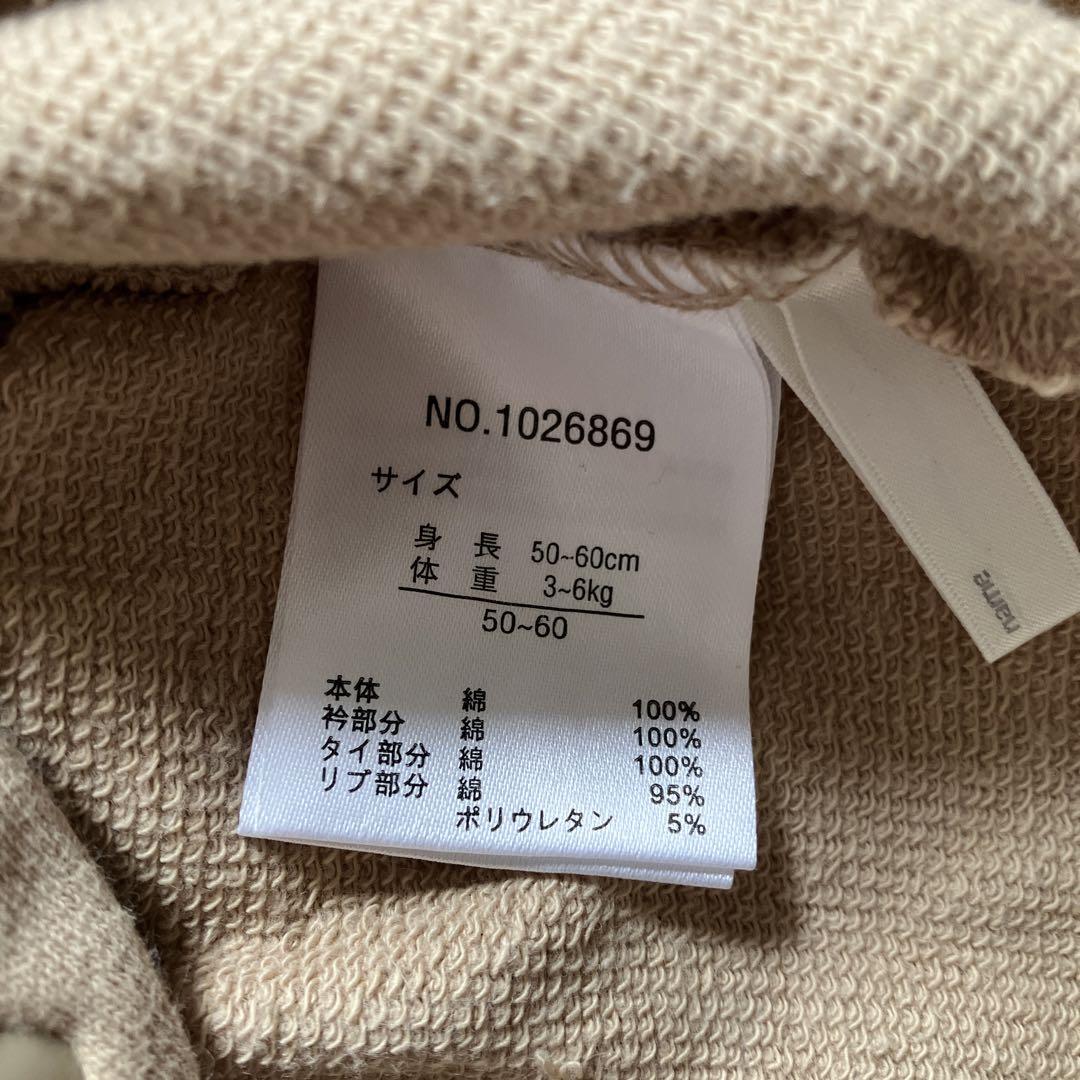 NO.1026869
サイズ
身 長 50~60cm
体 重 3~6kg
50~60
本体 綿 100%
衿部分 綿 100%
タイ部分 綿 100%
リブ部分 綿 95%
ポリウレタン 5%
name